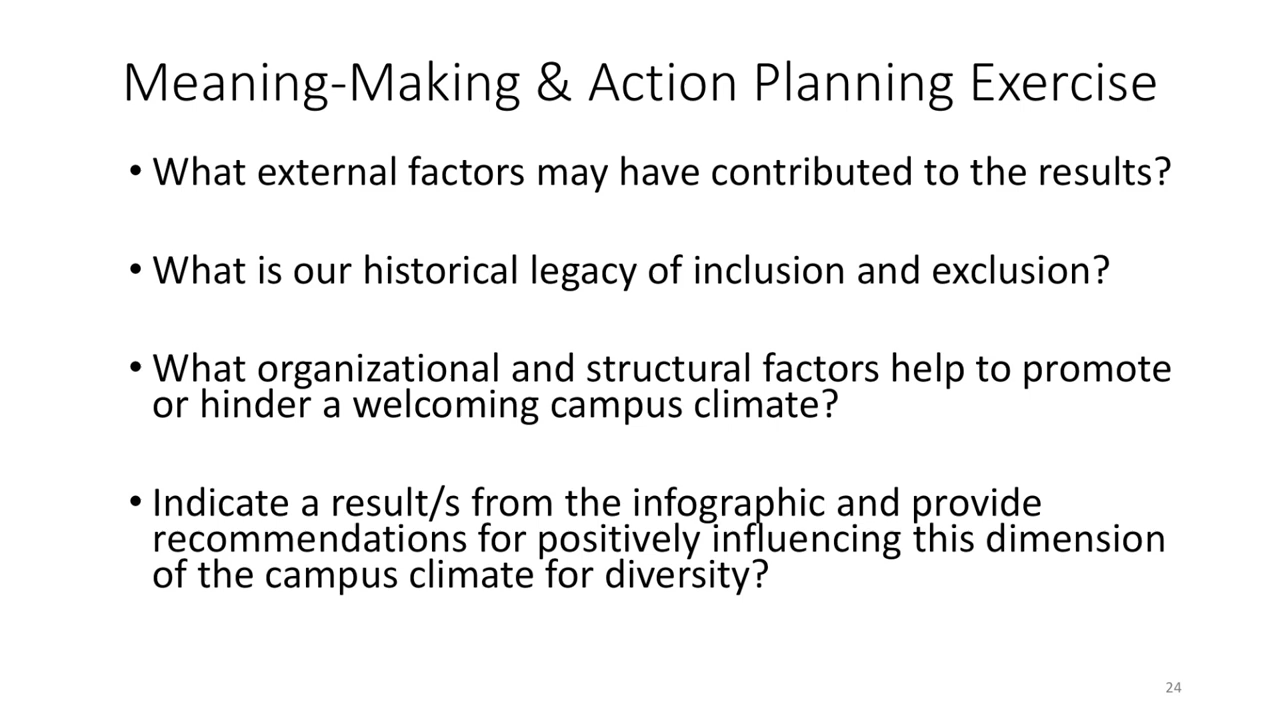 Meaning-Making & Action Planning Exercise
• What external factors may have contributed to the results?
• What is our historical legacy of inclusion and exclusion?
• What organizational and structural factors help to promote
or hinder a welcoming campus climate?
• Indicate a result/s from the infographic and provide
recommendations for positively influencing this dimension
of the campus climate for diversity?
24